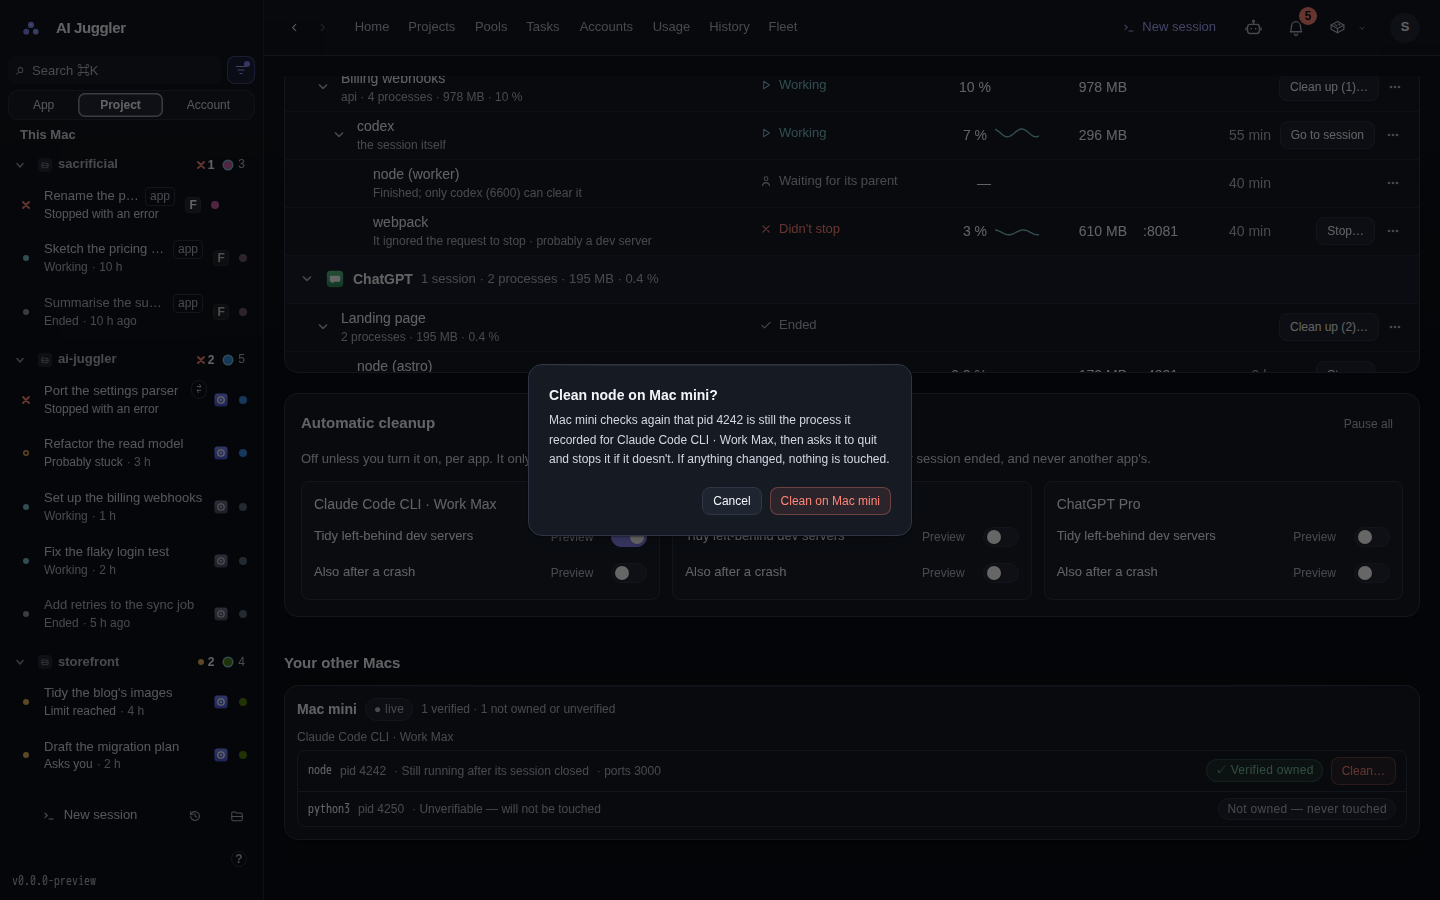 AI Juggler
Home Projects Pools Tasks Accounts Usage History Fleet
New session
5
S
Search ⌘K
App Project Account
This Mac
sacrificial 1 3
Rename the p… app F
Stopped with an error
Sketch the pricing … app F
Working · 10 h
Summarise the su… app F
Ended · 10 h ago
ai-juggler 2 5
Port the settings parser
Stopped with an error
Refactor the read model
Probably stuck · 3 h
Set up the billing webhooks
Working · 1 h
Fix the flaky login test
Working · 2 h
Add retries to the sync job
Ended · 5 h ago
storefront 2 4
Tidy the blog's images
Limit reached · 4 h
Draft the migration plan
Asks you · 2 h
New session
?
v0.0.0-preview
Billing webhooks Working 10 % 978 MB Clean up (1)…
api · 4 processes · 978 MB · 10 %
codex Working 7 % 296 MB 55 min Go to session
the session itself
node (worker) Waiting for its parent — 40 min
Finished; only codex (6600) can clear it
webpack Didn't stop 3 % 610 MB :8081 40 min Stop…
It ignored the request to stop · probably a dev server
ChatGPT 1 session · 2 processes · 195 MB · 0.4 %
Landing page Ended Clean up (2)…
2 processes · 195 MB · 0.4 %
node (astro)
Clean node on Mac mini?
Mac mini checks again that pid 4242 is still the process it
recorded for Claude Code CLI · Work Max, then asks it to quit
and stops it if it doesn't. If anything changed, nothing is touched.
Cancel Clean on Mac mini
Automatic cleanup Pause all
Off unless you turn it on, per app. It only session ended, and never another app's.
Claude Code CLI · Work Max
Tidy left-behind dev servers Preview
Also after a crash Preview
Tidy left-behind dev servers Preview
Also after a crash Preview
ChatGPT Pro
Tidy left-behind dev servers Preview
Also after a crash Preview
Your other Macs
Mac mini live 1 verified · 1 not owned or unverified
Claude Code CLI · Work Max
node pid 4242 · Still running after its session closed · ports 3000 ✓ Verified owned Clean…
python3 pid 4250 · Unverifiable — will not be touched Not owned — never touched